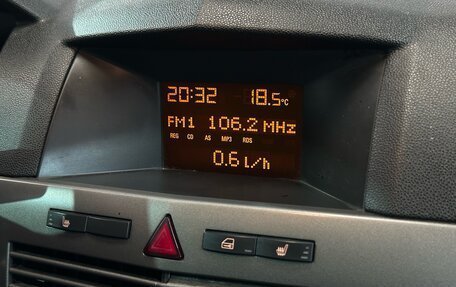 20:32 18.5°C
FM1 106.2 MHz
REG CD AS MP3 RDS
0.6 l/h